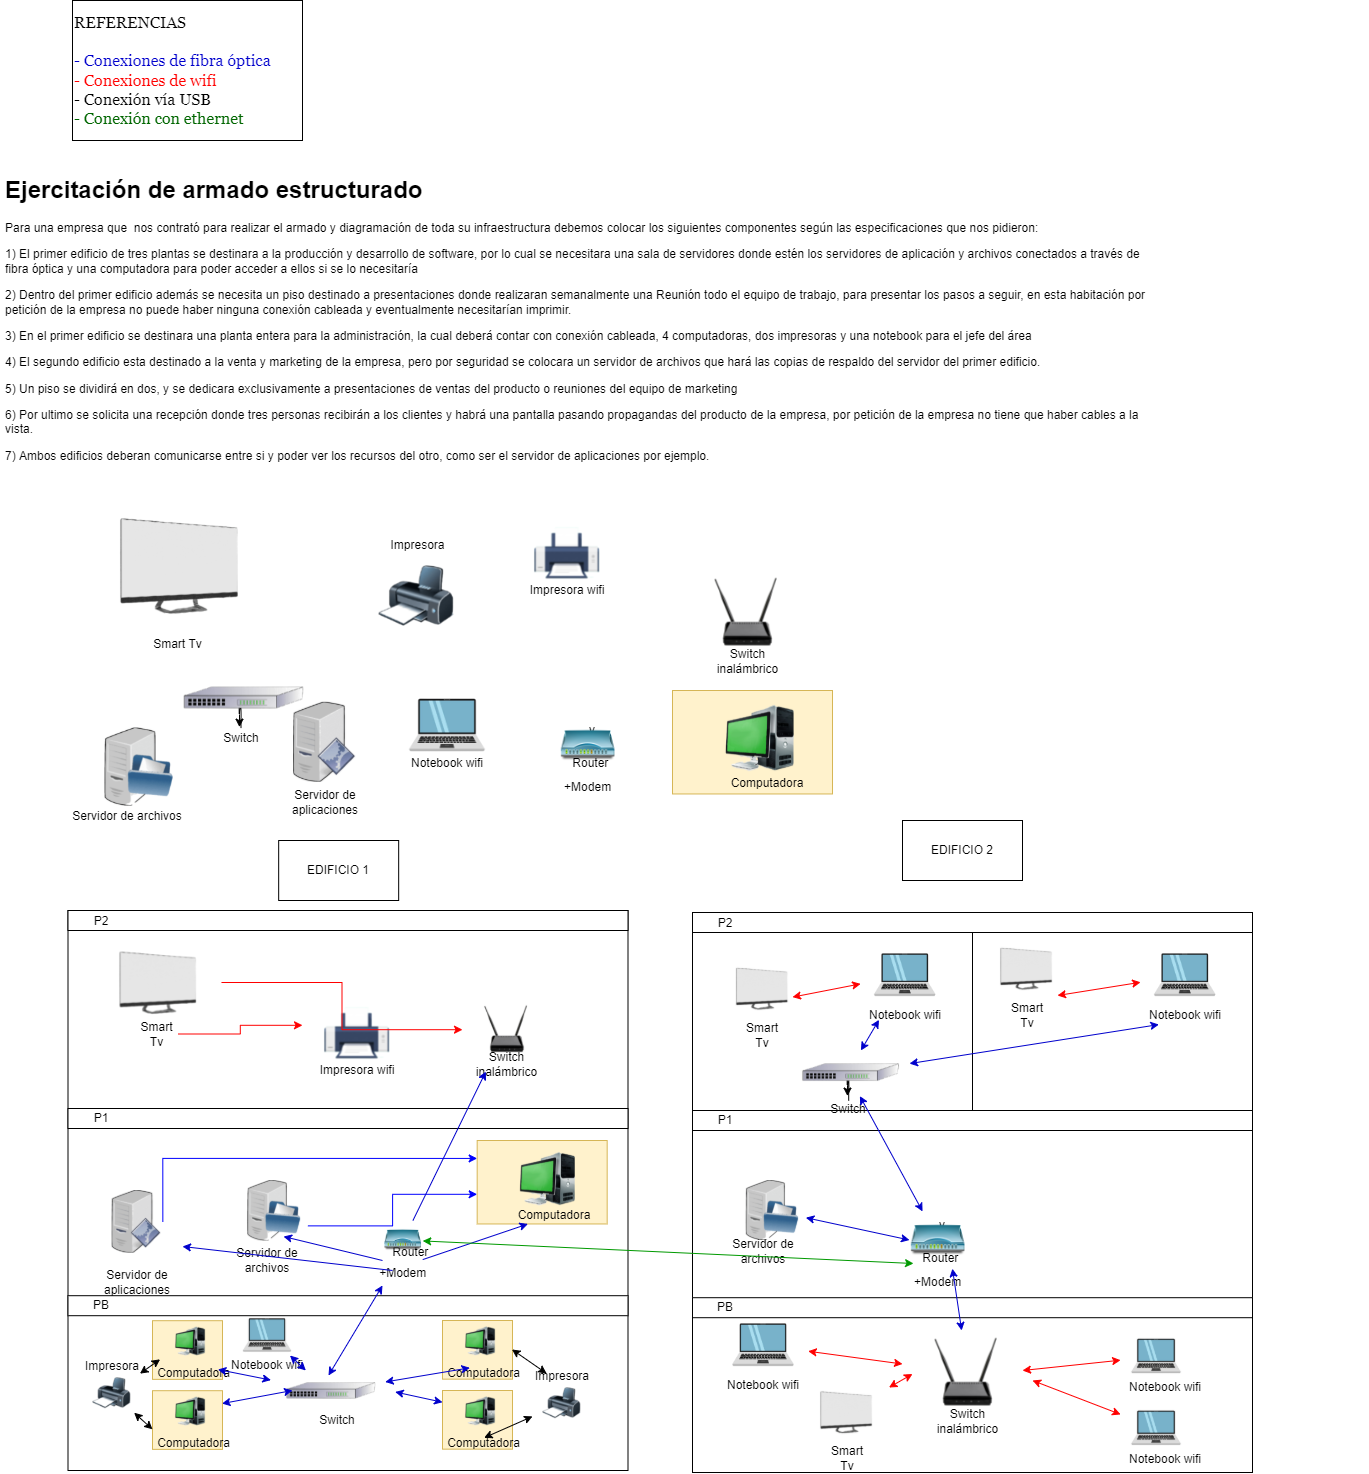 REFERENCIAS
- Conexiones de fibra óptica
- Conexiones de wifi
- Conexión vía USB
- Conexión con ethernet
Ejercitación de armado estructurado
Para una empresa que  nos contrató para realizar el armado y diagramación de toda su infraestructura debemos colocar los siguientes componentes según las especificaciones que nos pidieron:
1) El primer edificio de tres plantas se destinara a la producción y desarrollo de software, por lo cual se necesitara una sala de servidores donde estén los servidores de aplicación y archivos conectados a través de
fibra óptica y una computadora para poder acceder a ellos si se lo necesitaría
2) Dentro del primer edificio además se necesita un piso destinado a presentaciones donde realizaran semanalmente una Reunión todo el equipo de trabajo, para presentar los pasos a seguir, en esta habitación por
petición de la empresa no puede haber ninguna conexión cableada y eventualmente necesitarían imprimir.
3) En el primer edificio se destinara una planta entera para la administración, la cual deberá contar con conexión cableada, 4 computadoras, dos impresoras y una notebook para el jefe del área
4) El segundo edificio esta destinado a la venta y marketing de la empresa, pero por seguridad se colocara un servidor de archivos que hará las copias de respaldo del servidor del primer edificio.
5) Un piso se dividirá en dos, y se dedicara exclusivamente a presentaciones de ventas del producto o reuniones del equipo de marketing
6) Por ultimo se solicita una recepción donde tres personas recibirán a los clientes y habrá una pantalla pasando propagandas del producto de la empresa, por petición de la empresa no tiene que haber cables a la
vista.
7) Ambos edificios deberan comunicarse entre si y poder ver los recursos del otro, como ser el servidor de aplicaciones por ejemplo.
Impresora
Impresora wifi
Smart Tv
Switch
inalámbrico
Switch
Notebook wifi
Router
+Modem
Computadora
Servidor de
aplicaciones
Servidor de archivos
EDIFICIO 1
EDIFICIO 2
P2
Smart
Tv
Impresora wifi
Switch
inalámbrico
P1
Computadora
Servidor de
archivos
Router
+Modem
Servidor de
aplicaciones
PB
Impresora
Computadora
Notebook wifi
Computadora
Impresora
Switch
Computadora
Computadora
P2
Notebook wifi
Smart
Tv
Smart
Tv
Notebook wifi
Switch
P1
Servidor de
archivos
Router
+Modem
PB
Notebook wifi
Notebook wifi
Switch
inalámbrico
Smart
Tv
Notebook wifi